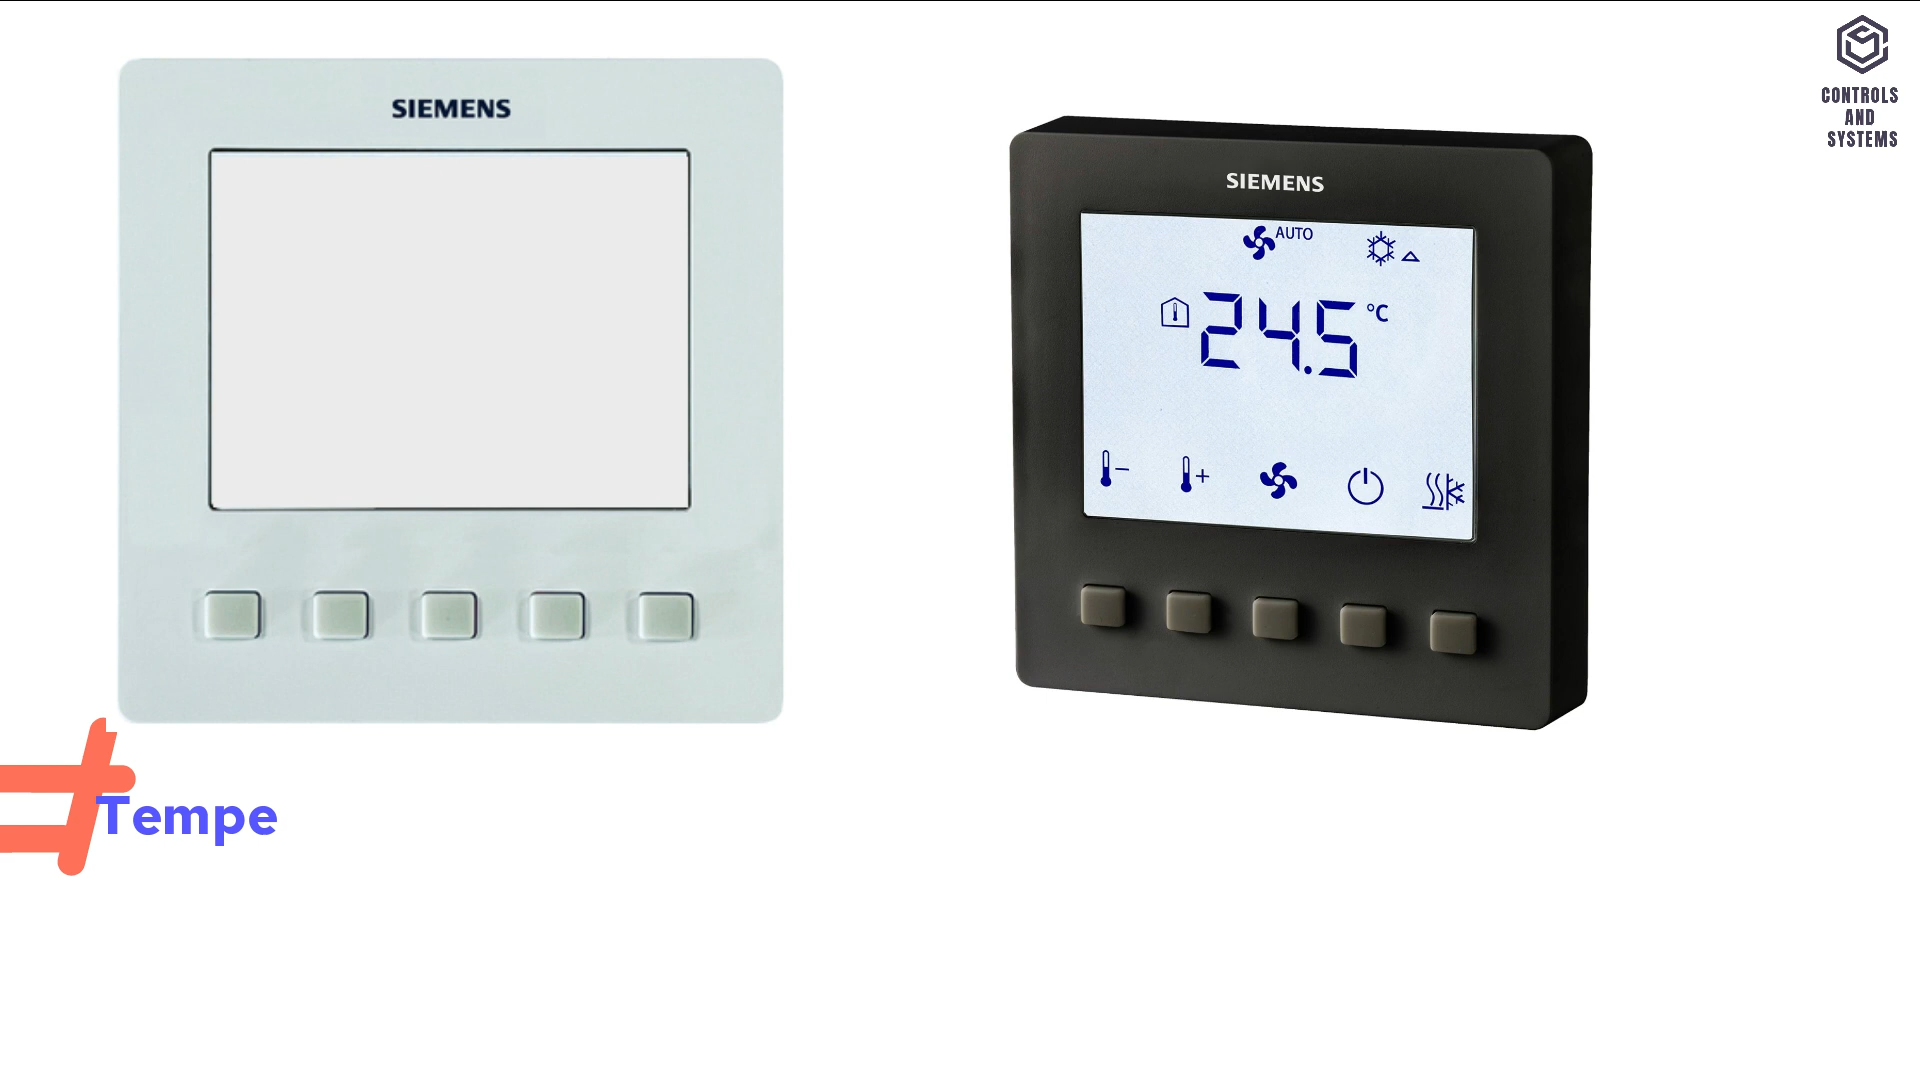 SIEMENS
SIEMENS
AUTO
24.5 °C
Tempe
CONTROLS
AND
SYSTEMS